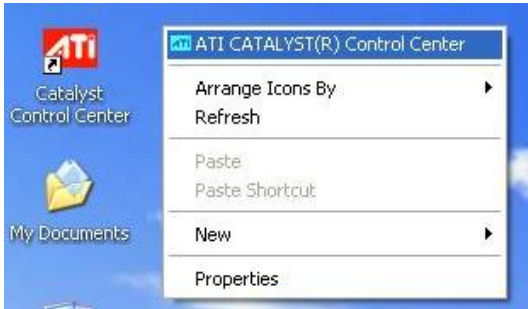 ATI
Catalyst
Control Center
My Documents
ATI CATALYST(R) Control Center
Arrange Icons By
Refresh
Paste
Paste Shortcut
New
Properties